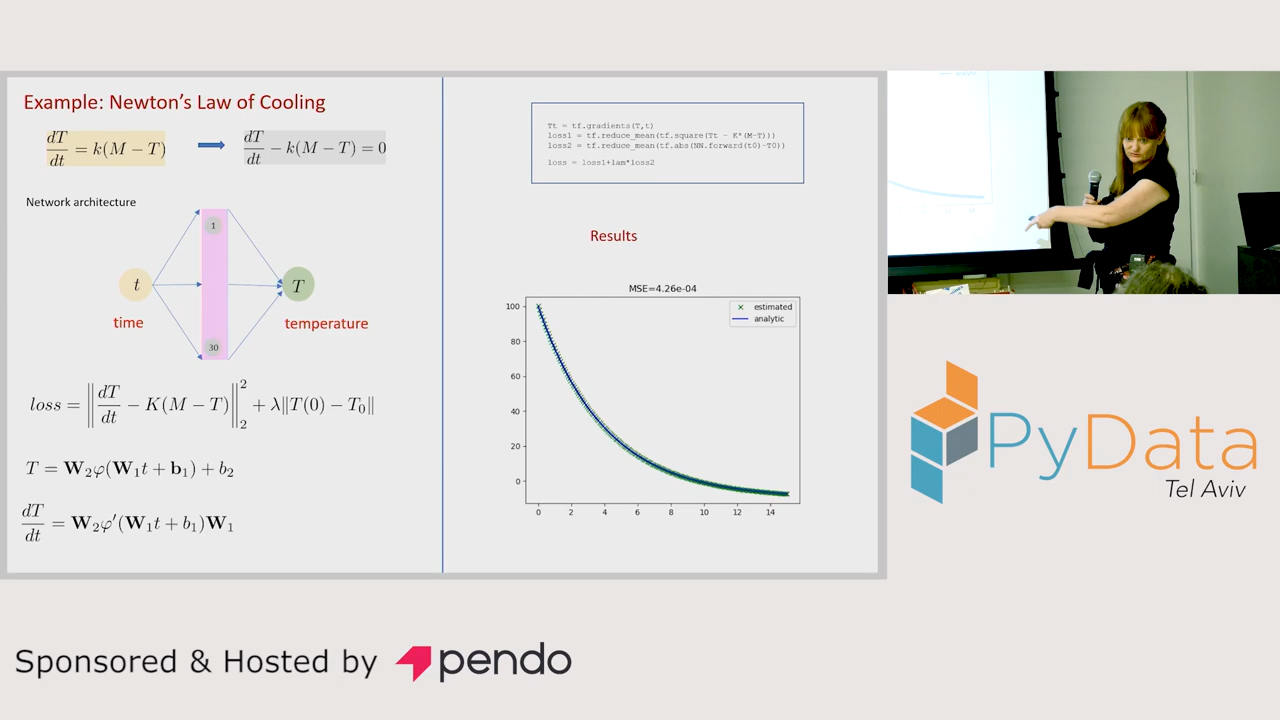 Example: Newton's Law of Cooling
dT/dt = k(M − T)
dT/dt − k(M − T) = 0
Network architecture
1
t
T
time
temperature
30
loss = ‖dT/dt − K(M − T)‖₂² + λ‖T(0) − T₀‖
T = W₂φ(W₁t + b₁) + b₂
dT/dt = W₂φ′(W₁t + b₁)W₁
Tt = tf.gradients(T,t)
loss1 = tf.reduce_mean(tf.square(Tt - K*(M-T)))
loss2 = tf.reduce_mean(tf.abs(NN.forward(t0)-T0))
loss = loss1+lam*loss2
Results
MSE=4.26e-04
estimated
analytic
100
80
60
40
20
0
0 2 4 6 8 10 12 14
PyData
Tel Aviv
Sponsored & Hosted by pendo